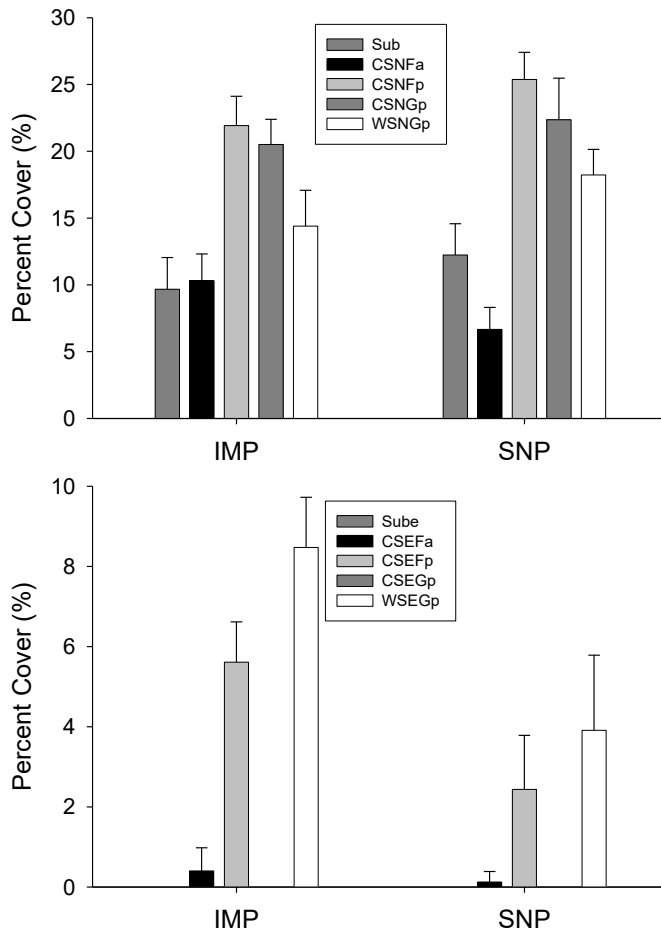 30
25
20
15
10
5
0
Percent Cover (%)
Sub
CSNFa
CSNFp
CSNGp
WSNGp
IMP SNP
10
8
6
4
2
0
Percent Cover (%)
Sube
CSEFa
CSEFp
CSEGp
WSEGp
IMP SNP